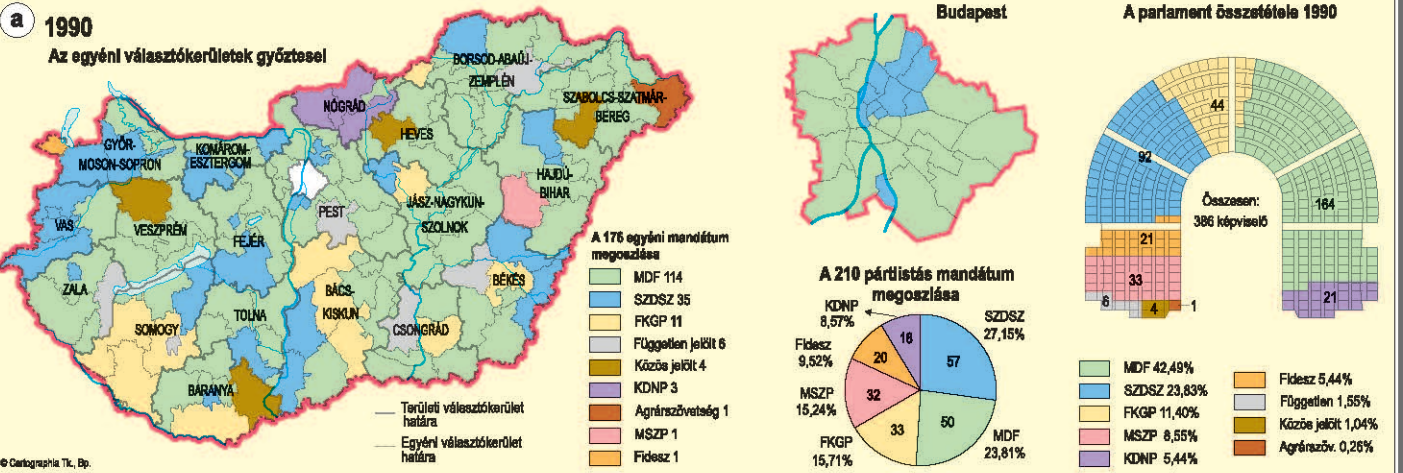 a
1990
Az egyéni választókerületek győztesei
BORSOD-ABAÚJ-
ZEMPLÉN
NÓGRÁD
SZABOLCS-SZATMÁR-
BEREG
HEVES
GYŐR-
MOSON-SOPRON
KOMÁROM-
ESZTERGOM
HAJDÚ-
BIHAR
PEST
JÁSZ-NAGYKUN-
SZOLNOK
VAS
VESZPRÉM
FEJÉR
ZALA
BÁCS-
KISKUN
BÉKÉS
SOMOGY
TOLNA
CSONGRÁD
BARANYA
A 176 egyéni mandátum
megoszlása
MDF 114
SZDSZ 35
FKGP 11
Független jelölt 6
Közös jelölt 4
KDNP 3
Agrárszövetség 1
MSZP 1
Fidesz 1
Területi választókerület
határa
Egyéni választókerület
határa
© Cartographia Tk., Bp.
Budapest
A 210 pártlistás mandátum
megoszlása
KDNP
8,57%
SZDSZ
27,15%
Fidesz
9,52%
MSZP
15,24%
FKGP
15,71%
MDF
23,81%
18
57
20
32
33
50
A parlament összetétele 1990
44
92
164
Összesen:
386 képviselő
21
33
6
4
1
21
MDF 42,49%
SZDSZ 23,83%
FKGP 11,40%
MSZP 8,55%
KDNP 5,44%
Fidesz 5,44%
Független 1,55%
Közös jelölt 1,04%
Agrárszöv. 0,26%